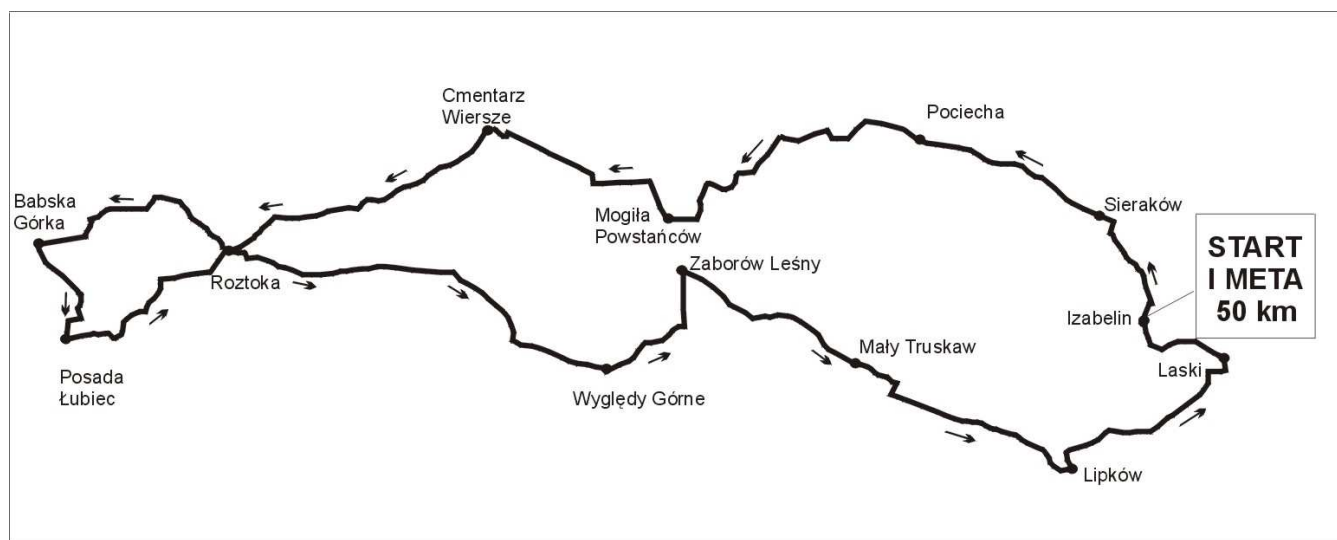 Cmentarz
Wiersze
Pociecha
Babska
Górka
Mogiła
Powstańców
Sieraków
START
I META
50 km
Roztoka
Zaborów Leśny
Izabelin
Mały Truskaw
Laski
Posada
Łubiec
Wyględy Górne
Lipków